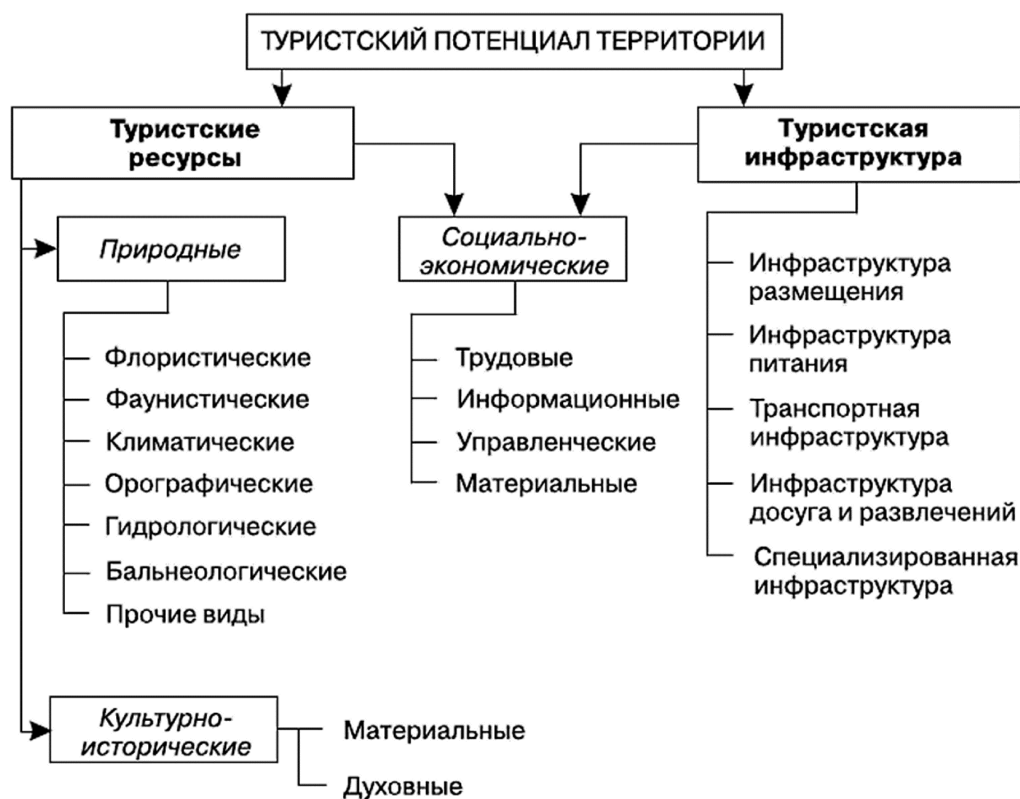 ТУРИСТСКИЙ ПОТЕНЦИАЛ ТЕРРИТОРИИ
Туристские
ресурсы
Туристская
инфраструктура
Природные
Социально-
экономические
Флористические
Фаунистические
Климатические
Орографические
Гидрологические
Бальнеологические
Прочие виды
Трудовые
Информационные
Управленческие
Материальные
Инфраструктура
размещения
Инфраструктура
питания
Транспортная
инфраструктура
Инфраструктура
досуга и развлечений
Специализированная
инфраструктура
Культурно-
исторические
Материальные
Духовные